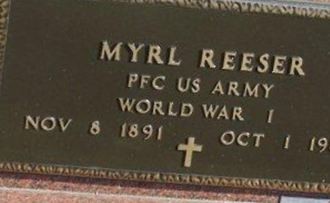 MYRL REESER
PFC US ARMY
WORLD WAR I
NOV 8 1891 OCT 1 19